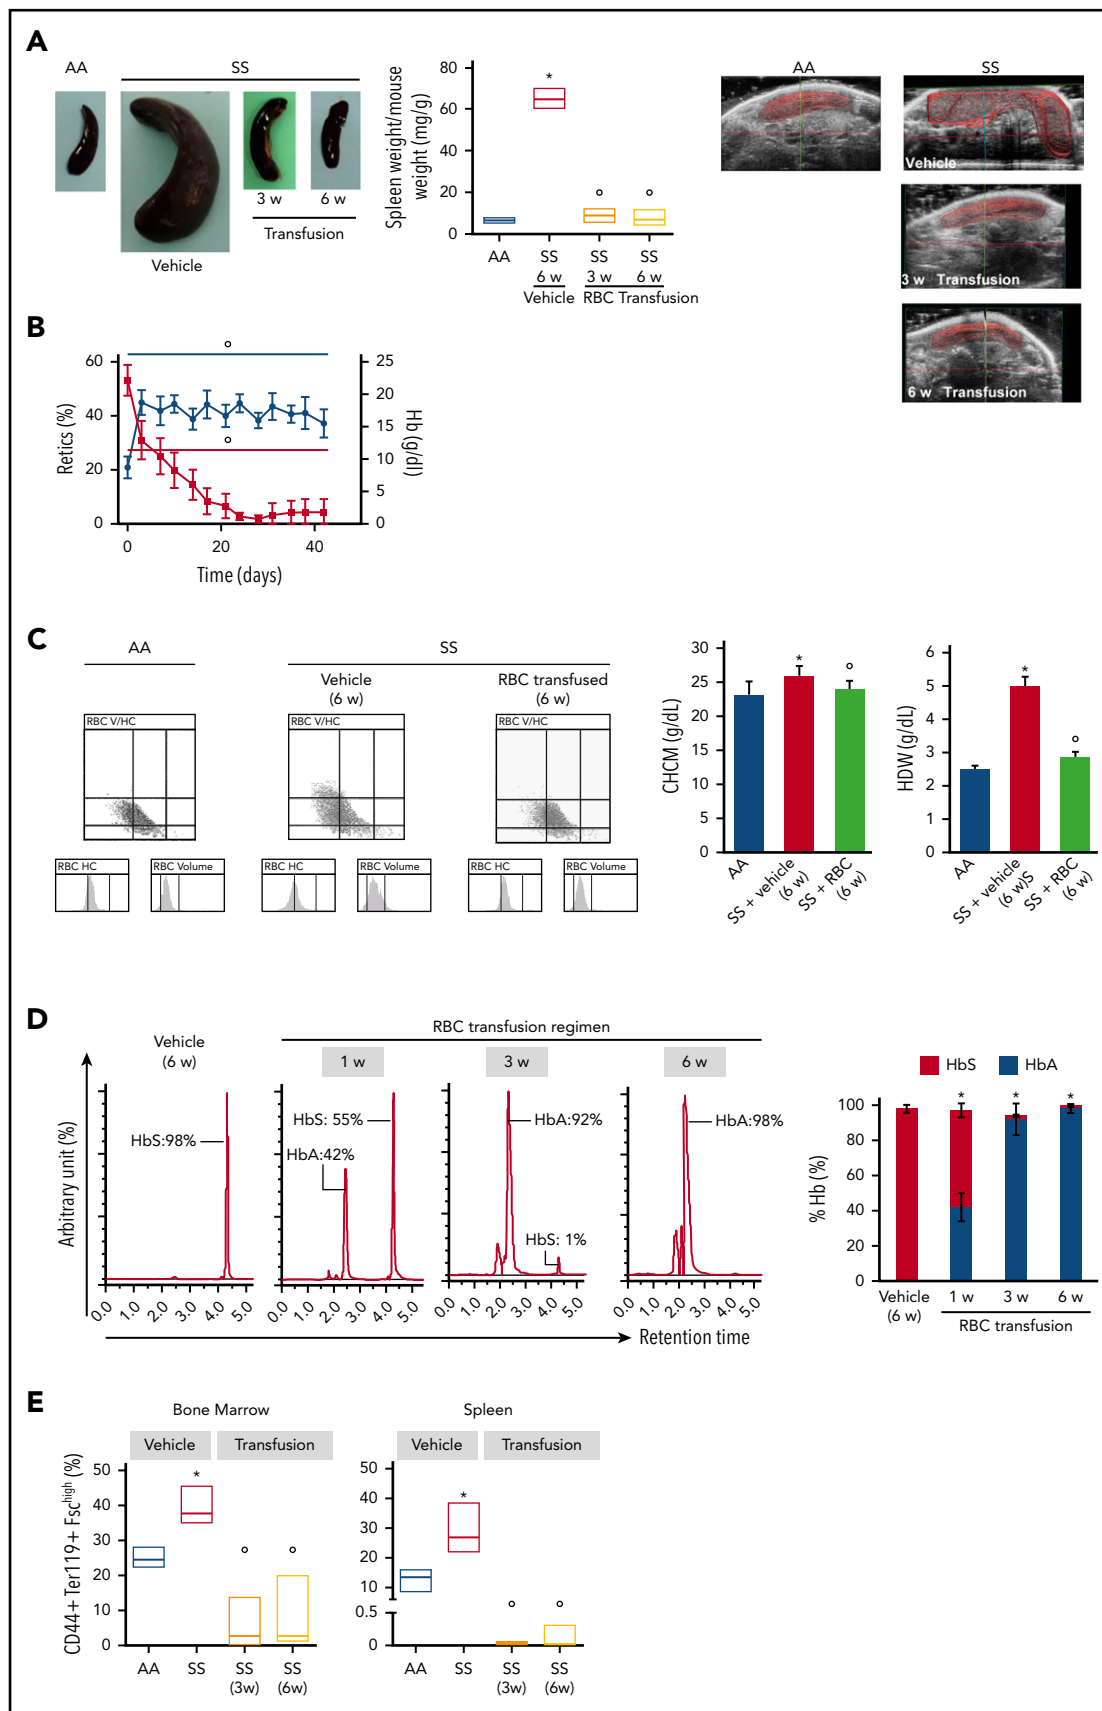 A
AA
SS
3 w
6 w
Transfusion
Vehicle
Spleen weight/mouse
weight (mg/g)
80
60
40
20
0
*
°
°
AA
SS
SS
SS
6 w
3 w
6 w
Vehicle
RBC Transfusion
AA
SS
Vehicle
3 w Transfusion
6 w Transfusion
B
Retics (%)
60
40
20
0
°
°
25
20
15
10
5
0
Hb (g/dl)
0
20
40
Time (days)
C
AA
SS
Vehicle
(6 w)
RBC transfused
(6 w)
RBC V/HC
RBC V/HC
RBC V/HC
RBC HC
RBC Volume
RBC HC
RBC Volume
RBC HC
RBC Volume
CHCM (g/dL)
30
25
20
15
10
5
0
*
°
AA
SS + vehicle
(6 w)
SS + RBC
(6 w)
HDW (g/dL)
6
5
4
3
2
1
0
*
°
AA
SS + vehicle
(6 w)S
SS + RBC
(6 w)
D
RBC transfusion regimen
Vehicle
(6 w)
1 w
3 w
6 w
Arbitrary unit (%)
HbS:98%
HbS: 55%
HbA:42%
HbA:92%
HbS: 1%
HbA:98%
0.0 1.0 2.0 3.0 4.0 5.0
0.0 1.0 2.0 3.0 4.0 5.0
0.0 1.0 2.0 3.0 4.0 5.0
0.0 1.0 2.0 3.0 4.0 5.0
Retention time
HbS
HbA
% Hb (%)
100
80
60
40
20
0
*
*
*
Vehicle
(6 w)
1 w
3 w
6 w
RBC transfusion
E
Bone Marrow
Vehicle
Transfusion
CD44+ Ter119+ Fsc^high (%)
50
40
30
20
10
0
*
°
°
AA
SS
SS
(3w)
SS
(6w)
Spleen
Vehicle
Transfusion
50
40
30
20
10
0.5
0
*
°
°
AA
SS
SS
(3w)
SS
(6w)